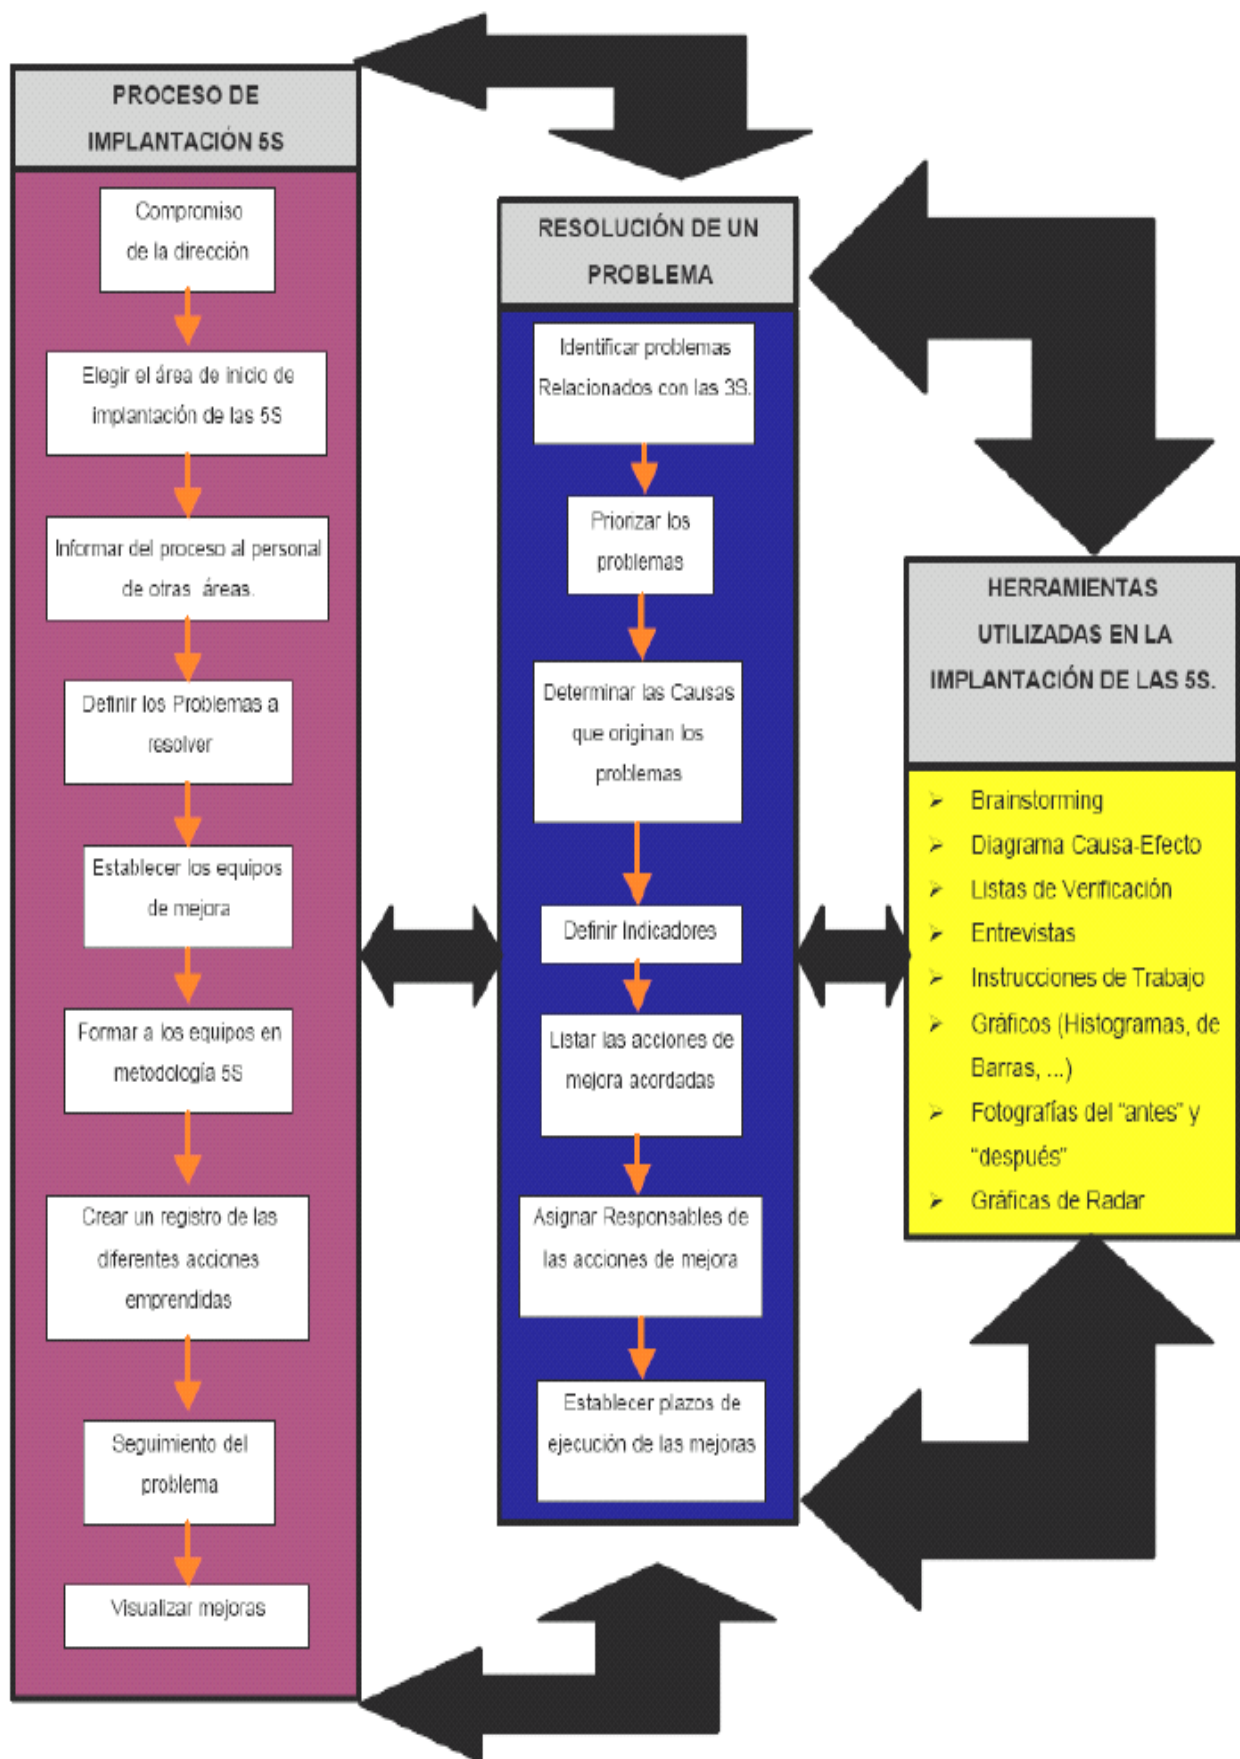 PROCESO DE
IMPLANTACIÓN 5S
Compromiso
de la dirección
Elegir el área de inicio de
implantación de las 5S
Informar del proceso al personal
de otras áreas.
Definir los Problemas a
resolver
Establecer los equipos
de mejora
Formar a los equipos en
metodología 5S
Crear un registro de las
diferentes acciones
emprendidas
Seguimiento del
problema
Visualizar mejoras
RESOLUCIÓN DE UN
PROBLEMA
Identificar problemas
Relacionados con las 3S.
Priorizar los
problemas
Determinar las Causas
que originan los
problemas
Definir Indicadores
Listar las acciones de
mejora acordadas
Asignar Responsables de
las acciones de mejora
Establecer plazos de
ejecución de las mejoras
HERRAMIENTAS
UTILIZADAS EN LA
IMPLANTACIÓN DE LAS 5S.
➢ Brainstorming
➢ Diagrama Causa-Efecto
➢ Listas de Verificación
➢ Entrevistas
➢ Instrucciones de Trabajo
➢ Gráficos (Histogramas, de
Barras, ...)
➢ Fotografías del "antes" y
"después"
➢ Gráficas de Radar